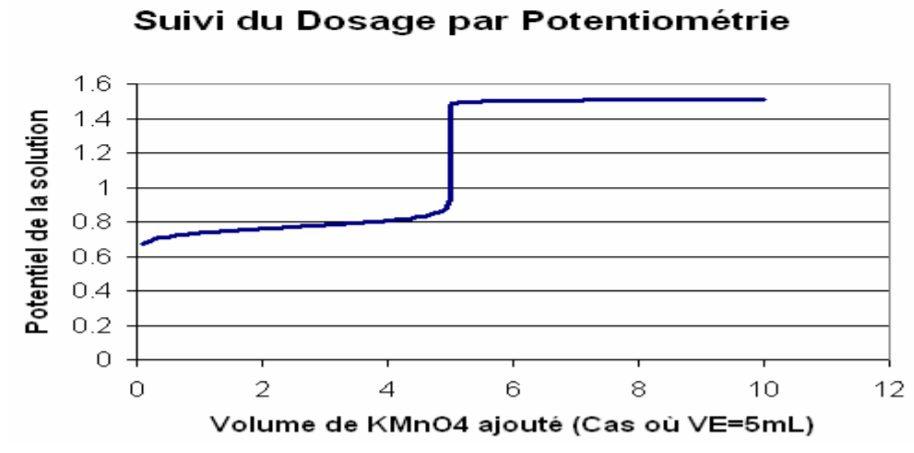 Suivi du Dosage par Potentiométrie
Potentiel de la solution
1.6
1.4
1.2
1
0.8
0.6
0.4
0.2
0
0 2 4 6 8 10 12
Volume de KMnO4 ajouté (Cas où VE=5mL)